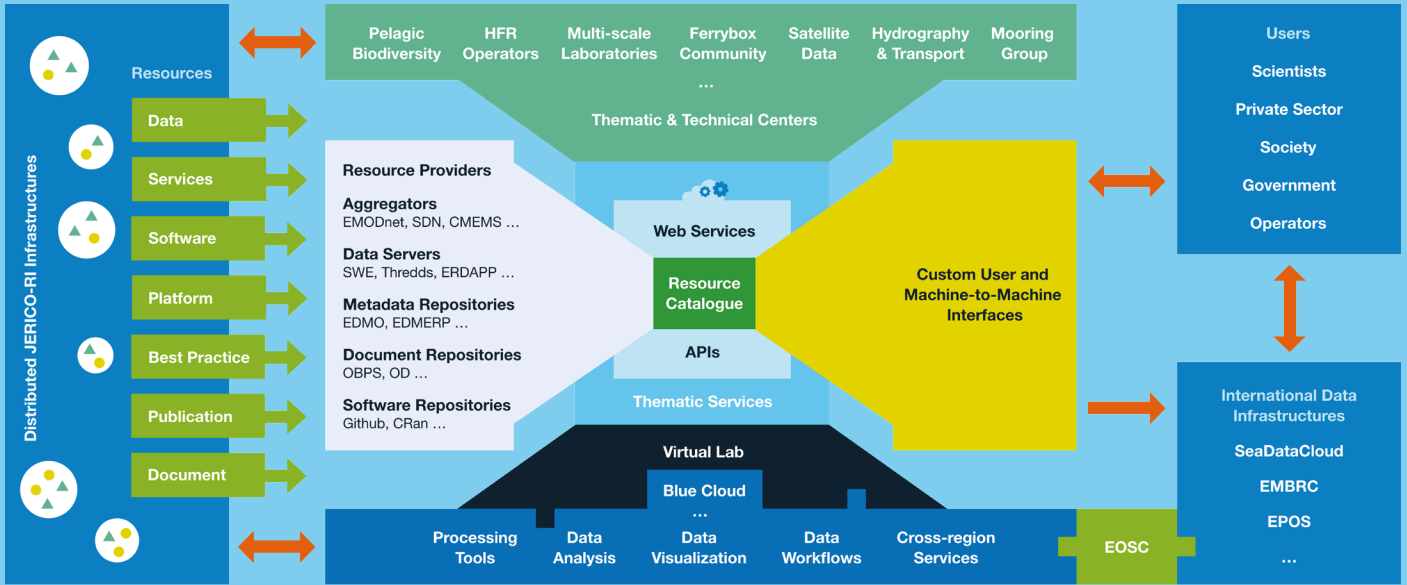 Distributed JERICO-RI Infrastructures
Resources
Data
Services
Software
Platform
Best Practice
Publication
Document
Pelagic
Biodiversity
HFR
Operators
Multi-scale
Laboratories
Ferrybox
Community
Satellite
Data
Hydrography
& Transport
Mooring
Group
...
Thematic & Technical Centers
Resource Providers
Aggregators
EMODnet, SDN, CMEMS ...
Data Servers
SWE, Thredds, ERDAPP ...
Metadata Repositories
EDMO, EDMERP ...
Document Repositories
OBPS, OD ...
Software Repositories
Github, CRan ...
Web Services
Resource
Catalogue
APIs
Thematic Services
Custom User and
Machine-to-Machine
Interfaces
Virtual Lab
Blue Cloud
...
Processing
Tools
Data
Analysis
Data
Visualization
Data
Workflows
Cross-region
Services
EOSC
Users
Scientists
Private Sector
Society
Government
Operators
International Data
Infrastructures
SeaDataCloud
EMBRC
EPOS
...